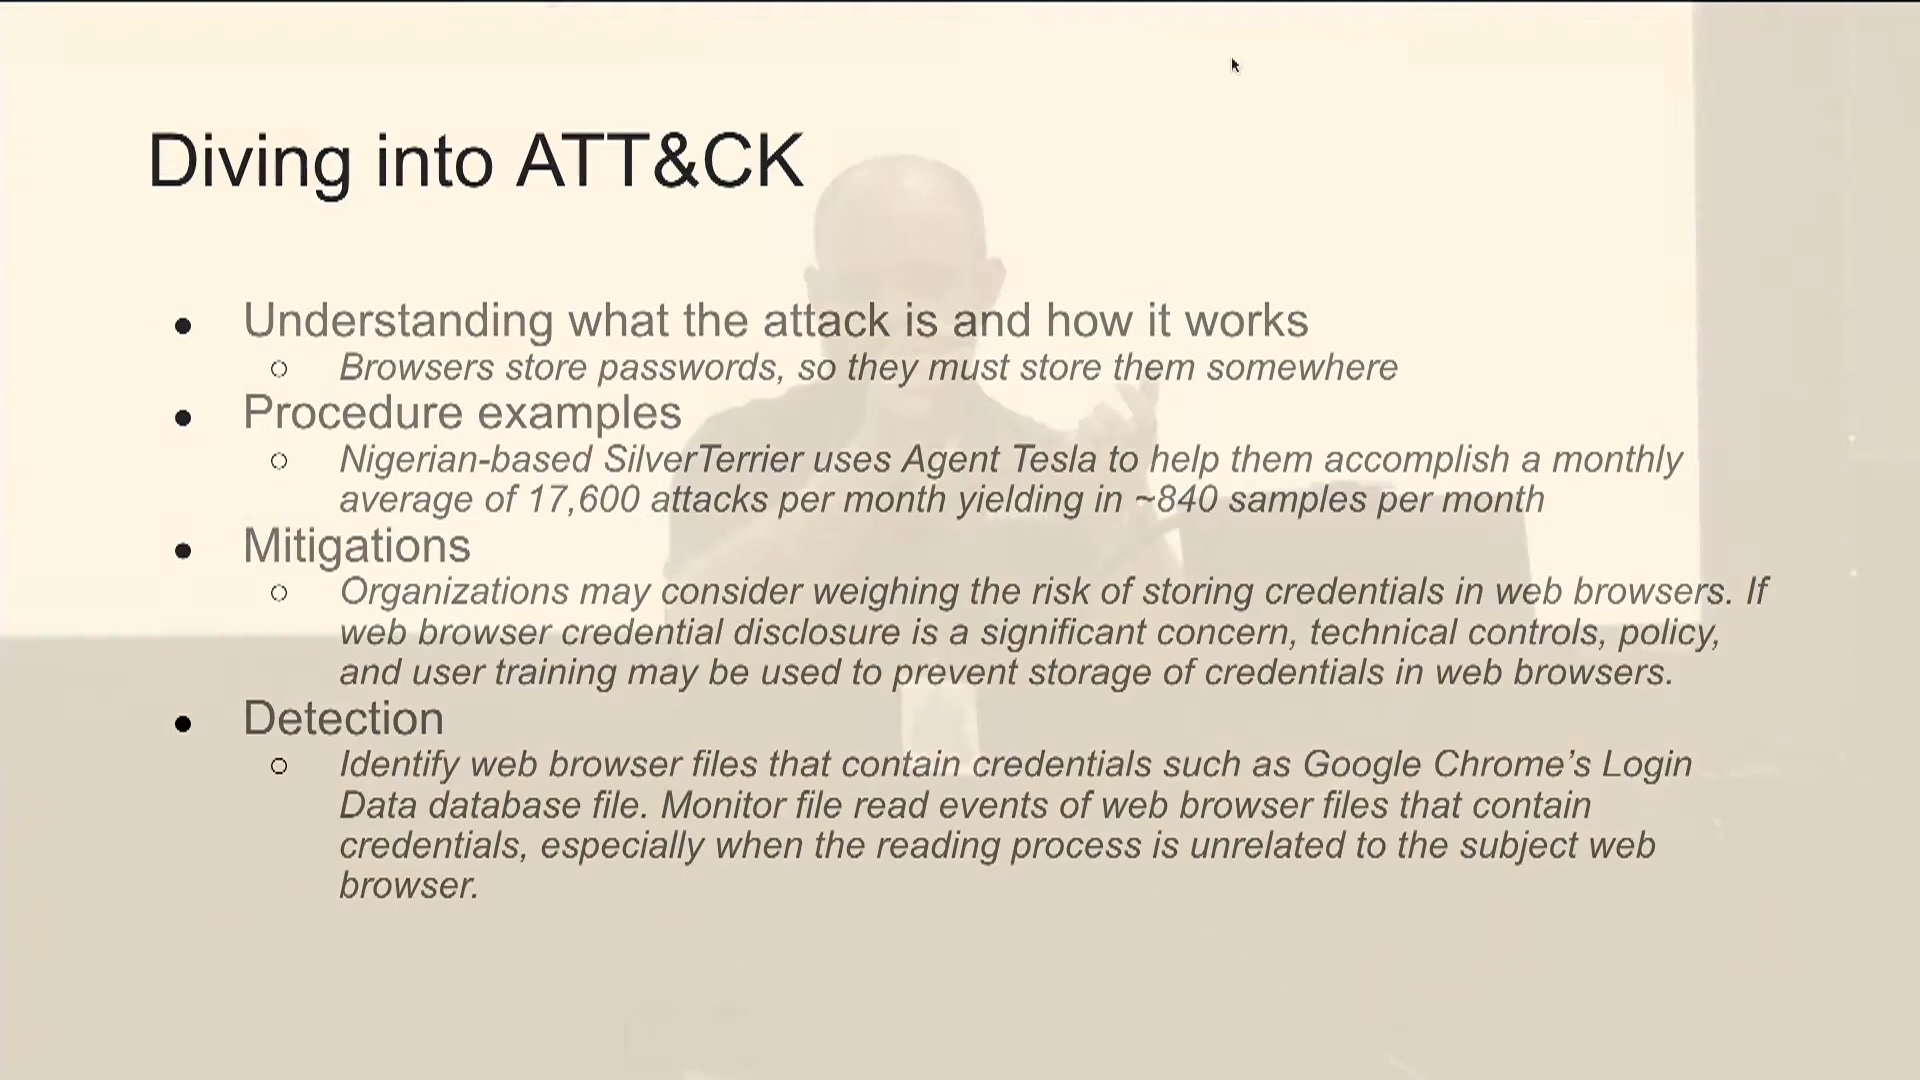 Diving into ATT&CK
● Understanding what the attack is and how it works
○ Browsers store passwords, so they must store them somewhere
● Procedure examples
○ Nigerian-based SilverTerrier uses Agent Tesla to help them accomplish a monthly
average of 17,600 attacks per month yielding in ~840 samples per month
● Mitigations
○ Organizations may consider weighing the risk of storing credentials in web browsers. If
web browser credential disclosure is a significant concern, technical controls, policy,
and user training may be used to prevent storage of credentials in web browsers.
● Detection
○ Identify web browser files that contain credentials such as Google Chrome’s Login
Data database file. Monitor file read events of web browser files that contain
credentials, especially when the reading process is unrelated to the subject web
browser.